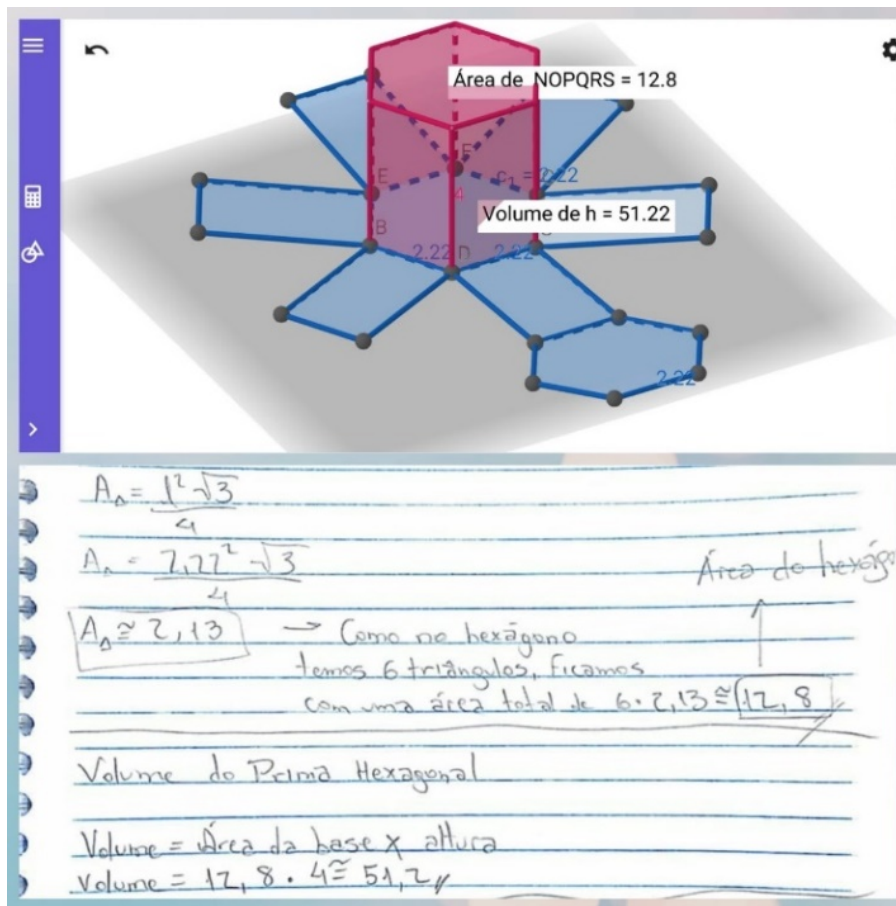 Área de NOPQRS = 12.8
E
F
c₁ = 2.22
4
Volume de h = 51.22
B
2.22
D
2.22
2.22
A△ = l²√3
4
A△ = 2,22² √3
4
Área do hexágo
A△ ≅ 2,13 → Como no hexágono
temos 6 triângulos, ficamos
com uma área total de 6 · 2,13 ≅ 12,8
Volume do Prima Hexagonal
Volume = Área da base x altura
Volume = 12,8 · 4 ≅ 51,2